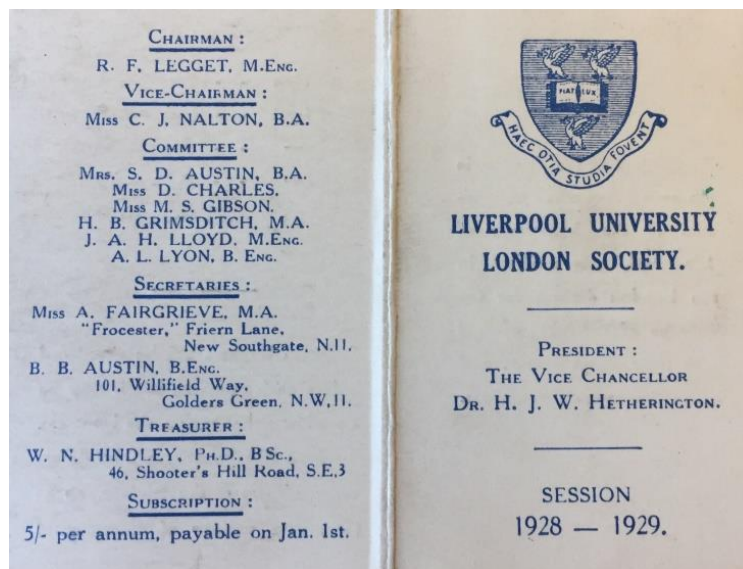 CHAIRMAN :
R. F. LEGGET, M.ENG.
VICE-CHAIRMAN :
MISS C. J. NALTON, B.A.
COMMITTEE :
MRS. S. D. AUSTIN, B.A.
MISS D. CHARLES.
MISS M. S. GIBSON.
H. B. GRIMSDITCH, M.A.
J. A. H. LLOYD, M.ENG.
A. L. LYON, B. ENG.
SECRETARIES :
MISS A. FAIRGRIEVE, M.A.
"Frocester," Friern Lane,
New Southgate, N.11.
B. B. AUSTIN, B.ENG.
101, Willifield Way,
Golders Green, N.W,11.
TREASURER :
W. N. HINDLEY, PH.D., B SC.,
46, Shooter's Hill Road, S.E.3
SUBSCRIPTION :
5/- per annum, payable on Jan. 1st.
FIAT LUX
HAEC OTIA STUDIA FOVENT
LIVERPOOL UNIVERSITY
LONDON SOCIETY.
PRESIDENT :
THE VICE CHANCELLOR
DR. H. J. W. HETHERINGTON.
SESSION
1928 — 1929.